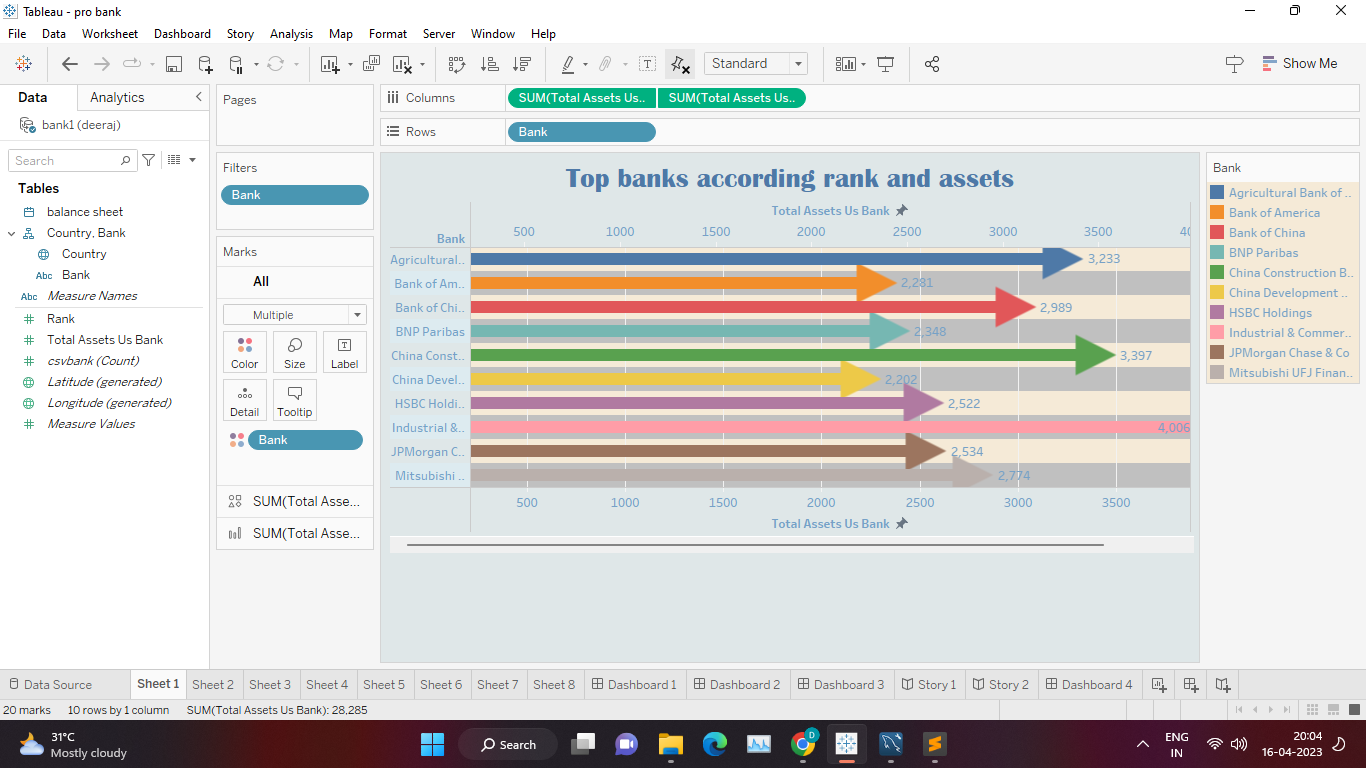 Tableau - pro bank
File Data Worksheet Dashboard Story Analysis Map Format Server Window Help
Standard
Show Me
Data Analytics
bank1 (deeraj)
Search
Tables
balance sheet
Country, Bank
Country
Abc Bank
Abc Measure Names
# Rank
# Total Assets Us Bank
# csvbank (Count)
Latitude (generated)
Longitude (generated)
# Measure Values
Pages
Filters
Bank
Marks
All
Multiple
Color Size Label
Detail Tooltip
Bank
SUM(Total Asse...
SUM(Total Asse...
Columns SUM(Total Assets Us.. SUM(Total Assets Us..
Rows Bank
Top banks according rank and assets
Total Assets Us Bank
Bank 500 1000 1500 2000 2500 3000 3500
Agricultural.. 3,233
Bank of Am.. 2,281
Bank of Chi.. 2,989
BNP Paribas 2,348
China Const.. 3,397
China Devel.. 2,202
HSBC Holdi.. 2,522
Industrial &.. 4,006
JPMorgan C.. 2,534
Mitsubishi .. 2,774
500 1000 1500 2000 2500 3000 3500
Total Assets Us Bank
Bank
Agricultural Bank of ..
Bank of America
Bank of China
BNP Paribas
China Construction B..
China Development ..
HSBC Holdings
Industrial & Commer..
JPMorgan Chase & Co
Mitsubishi UFJ Finan..
Data Source Sheet 1 Sheet 2 Sheet 3 Sheet 4 Sheet 5 Sheet 6 Sheet 7 Sheet 8 Dashboard 1 Dashboard 2 Dashboard 3 Story 1 Story 2 Dashboard 4
20 marks 10 rows by 1 column SUM(Total Assets Us Bank): 28,285
31°C
Mostly cloudy
Search
D
ENG
IN
20:04
16-04-2023